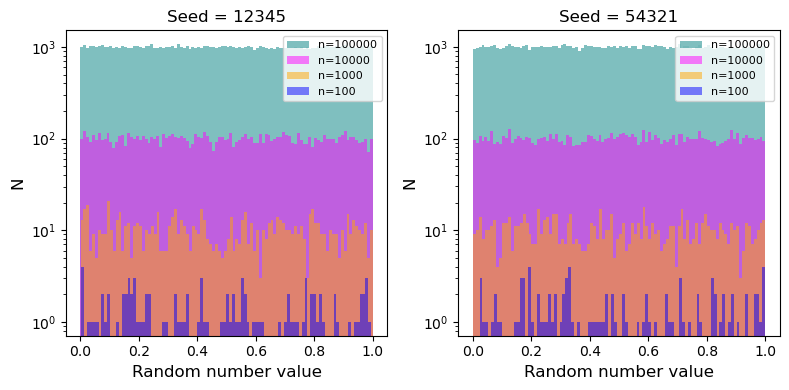 Seed = 12345
N
10³
10²
10¹
10⁰
n=100000
n=10000
n=1000
n=100
0.0 0.2 0.4 0.6 0.8 1.0
Random number value
Seed = 54321
N
10³
10²
10¹
10⁰
n=100000
n=10000
n=1000
n=100
0.0 0.2 0.4 0.6 0.8 1.0
Random number value